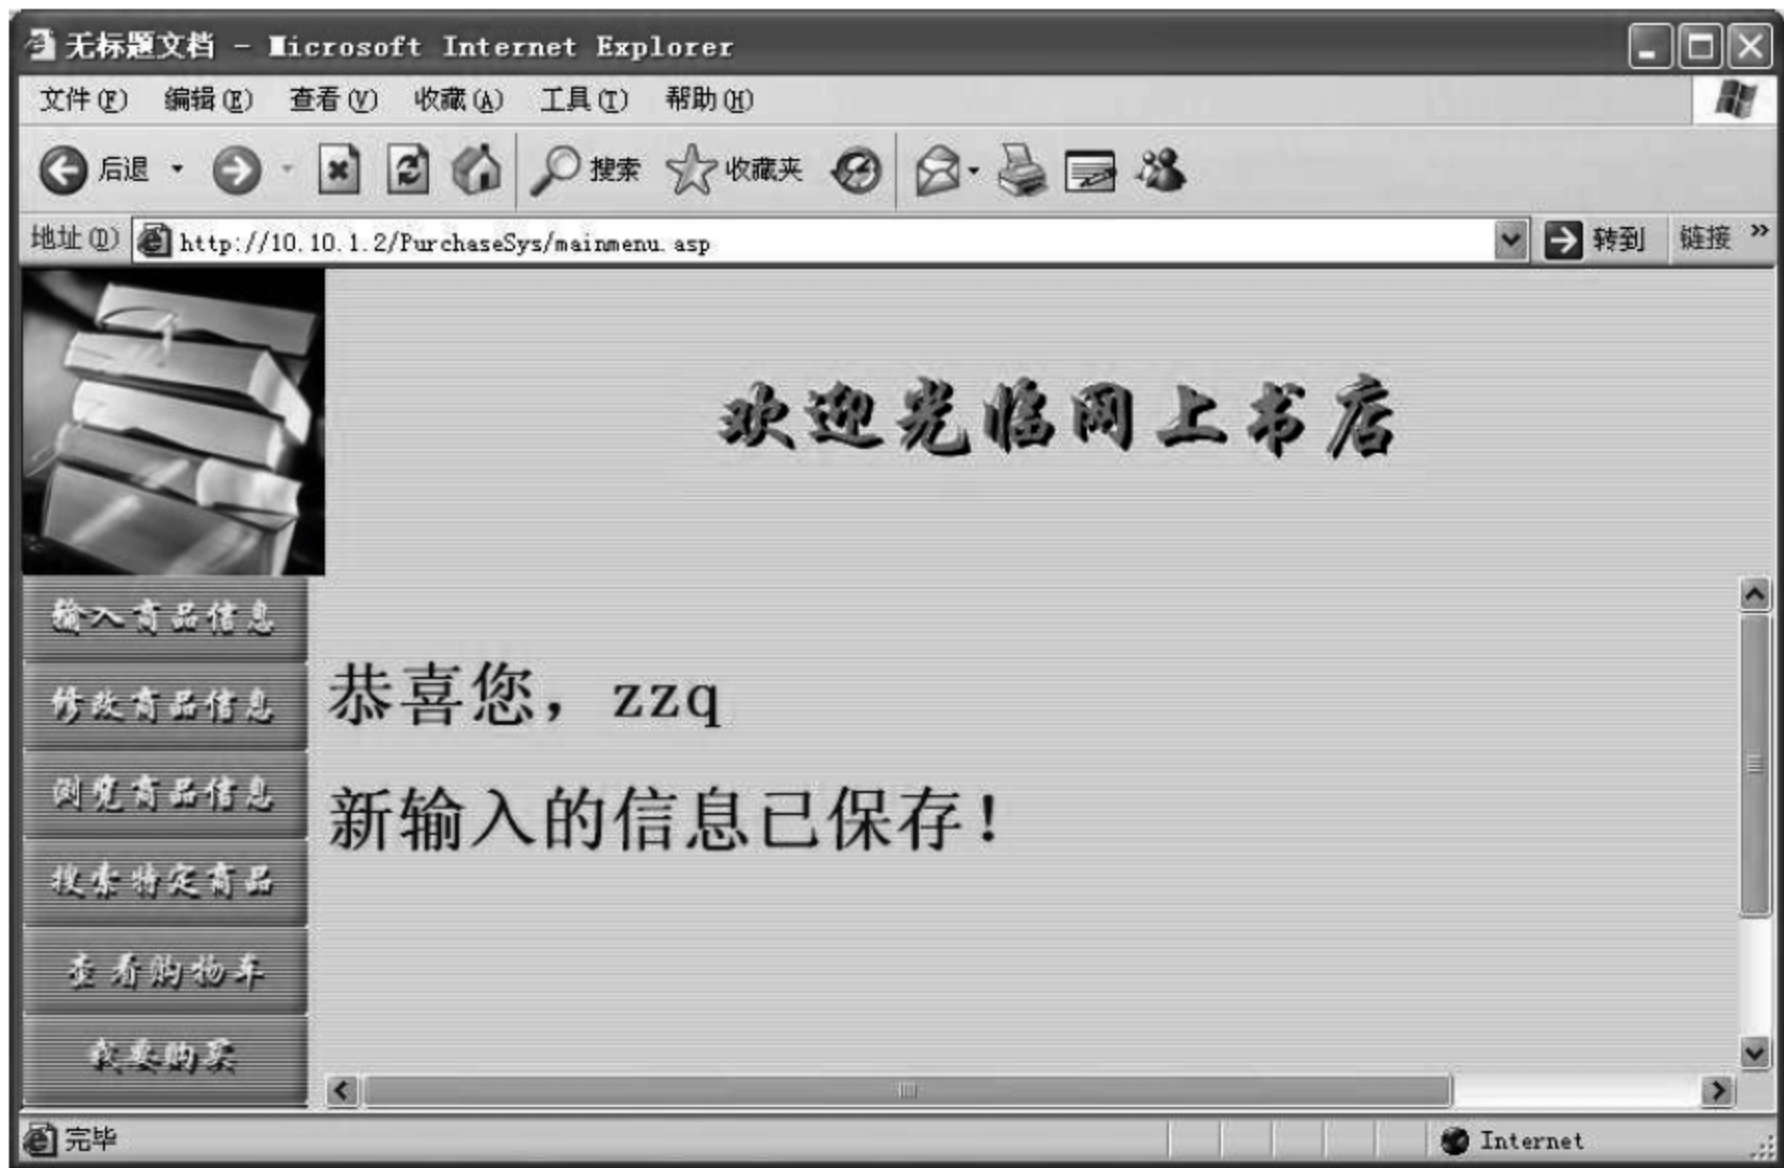 无标题文档 - Microsoft Internet Explorer
文件(F) 编辑(E) 查看(V) 收藏(A) 工具(T) 帮助(H)
后退 搜索 收藏夹
地址(D) http://10.10.1.2/PurchaseSys/mainmenu.asp 转到 链接 »
欢迎光临网上书店
输入商品信息
修改商品信息
浏览商品信息
搜索特定商品
查看购物车
我要购买
恭喜您，zzq
新输入的信息已保存！
完毕 Internet